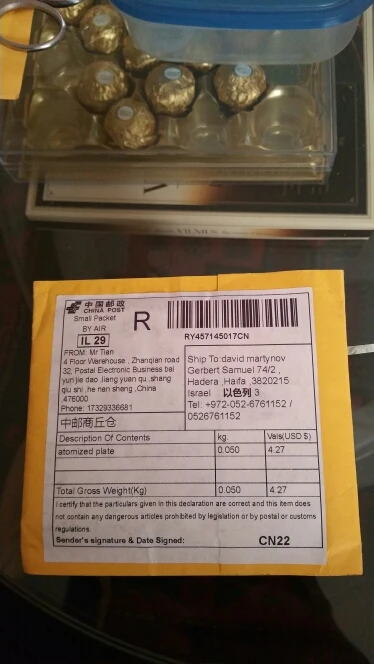 中国邮政
CHINA POST
Small Packet
BY AIR
IL 29
R
RY457145017CN
FROM: Mr Tian
4 Floor Warehouse , Zhanqian road
32, Postal Electronic Business bai
yun jie dao ,liang yuan qu ,shang
qiu shi ,he nan sheng ,China
476000
Phone: 17329336681
中邮商丘仓
Ship To:david martynov
Gerbert Samuel 74/2 ,
Hadera ,Haifa ,3820215
Israel 以色列 3
Tel: +972-052-6761152 /
0526761152
Description Of Contents kg. Vals(USD $)
atomized plate 0.050 4.27
Total Gross Weight(Kg) 0.050 4.27
I certify that the particulars given in this declaration are correct and this item does
not contain any dangerous articles prohibited by legislation or by postal or customs
regulations.
Sender's signature & Date Signed: CN22